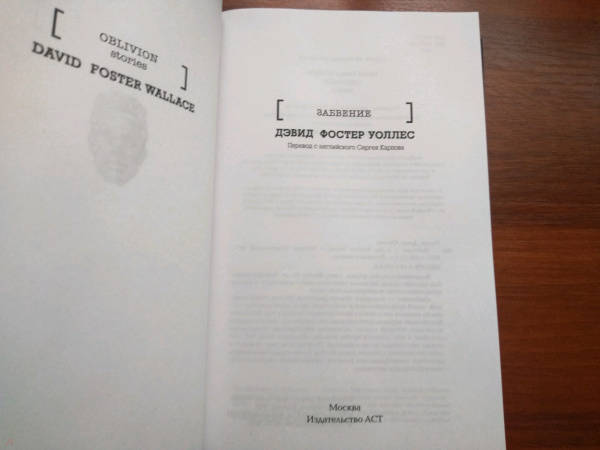 [ OBLIVION
stories ]
DAVID FOSTER WALLACE
[ ЗАБВЕНИЕ ]
ДЭВИД ФОСТЕР УОЛЛЕС
Перевод с английского Сергея Карпова
Москва
Издательство АСТ